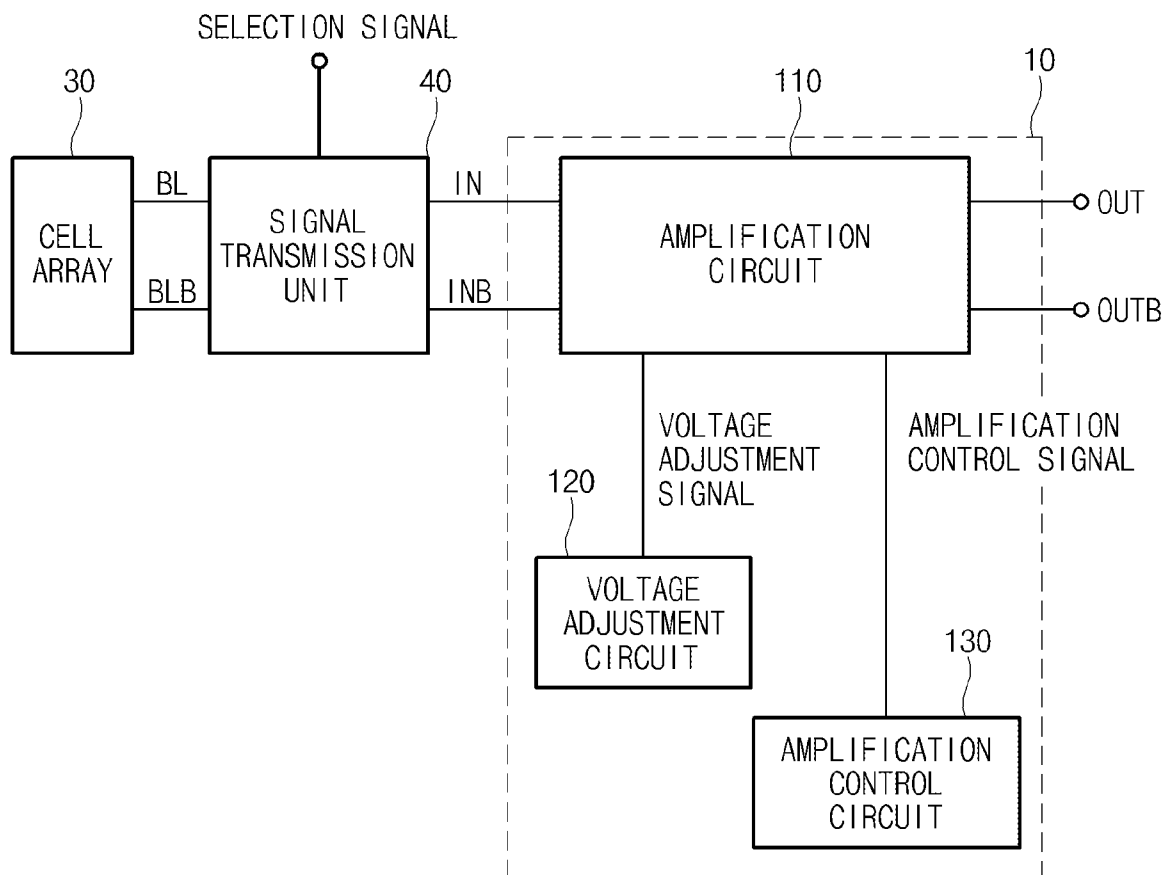 SELECTION SIGNAL
30
40
110
10
BL
IN
OUT
CELL
ARRAY
SIGNAL
TRANSMISSION
UNIT
AMPLIFICATION
CIRCUIT
BLB
INB
OUTB
VOLTAGE
ADJUSTMENT
SIGNAL
AMPLIFICATION
CONTROL SIGNAL
120
VOLTAGE
ADJUSTMENT
CIRCUIT
130
AMPLIFICATION
CONTROL
CIRCUIT